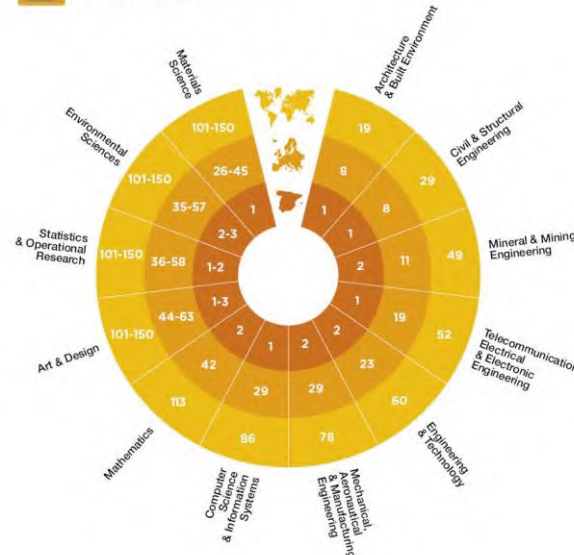 Architecture
& Built Environment
19
8
1
Civil & Structural
Engineering
29
8
1
Mineral & Mining
Engineering
49
11
2
Telecommunication,
Electrical
& Electronic
Engineering
52
19
1
Engineering
& Technology
60
23
2
Mechanical,
Aeronautical
& Manufacturing
Engineering
78
29
2
Computer
Science
& Information
Systems
86
29
1
Mathematics
113
42
2
Art & Design
101-150
44-63
1-3
Statistics
& Operational
Research
101-150
36-58
1-2
Environmental
Sciences
101-150
35-57
2-3
Materials
Science
101-150
26-45
1